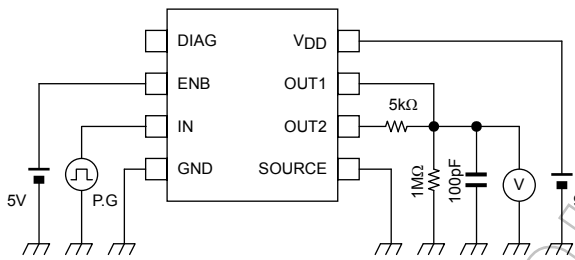 DIAG
VDD
ENB
OUT1
5kΩ
IN
OUT2
GND
SOURCE
1MΩ
100pF
V
5V
P.G